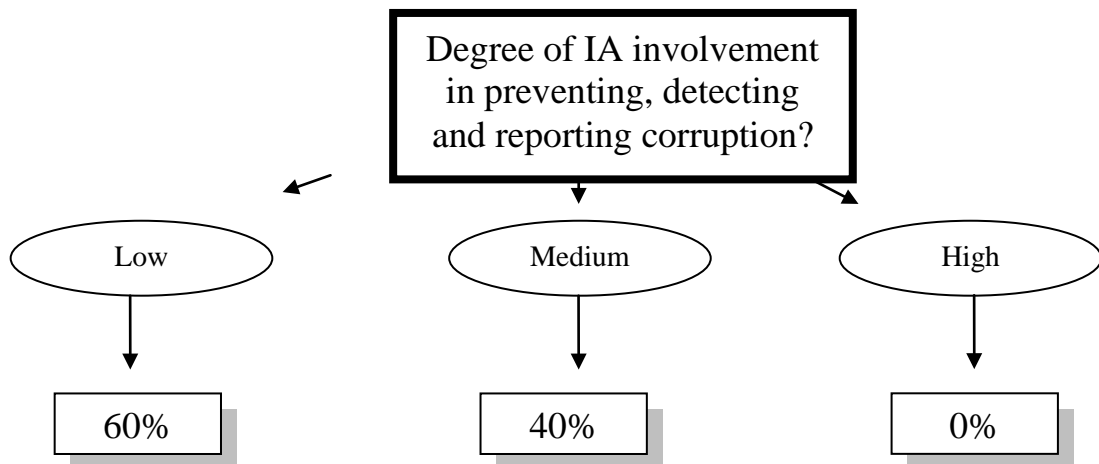 Degree of IA involvement
in preventing, detecting
and reporting corruption?
Low
Medium
High
60%
40%
0%